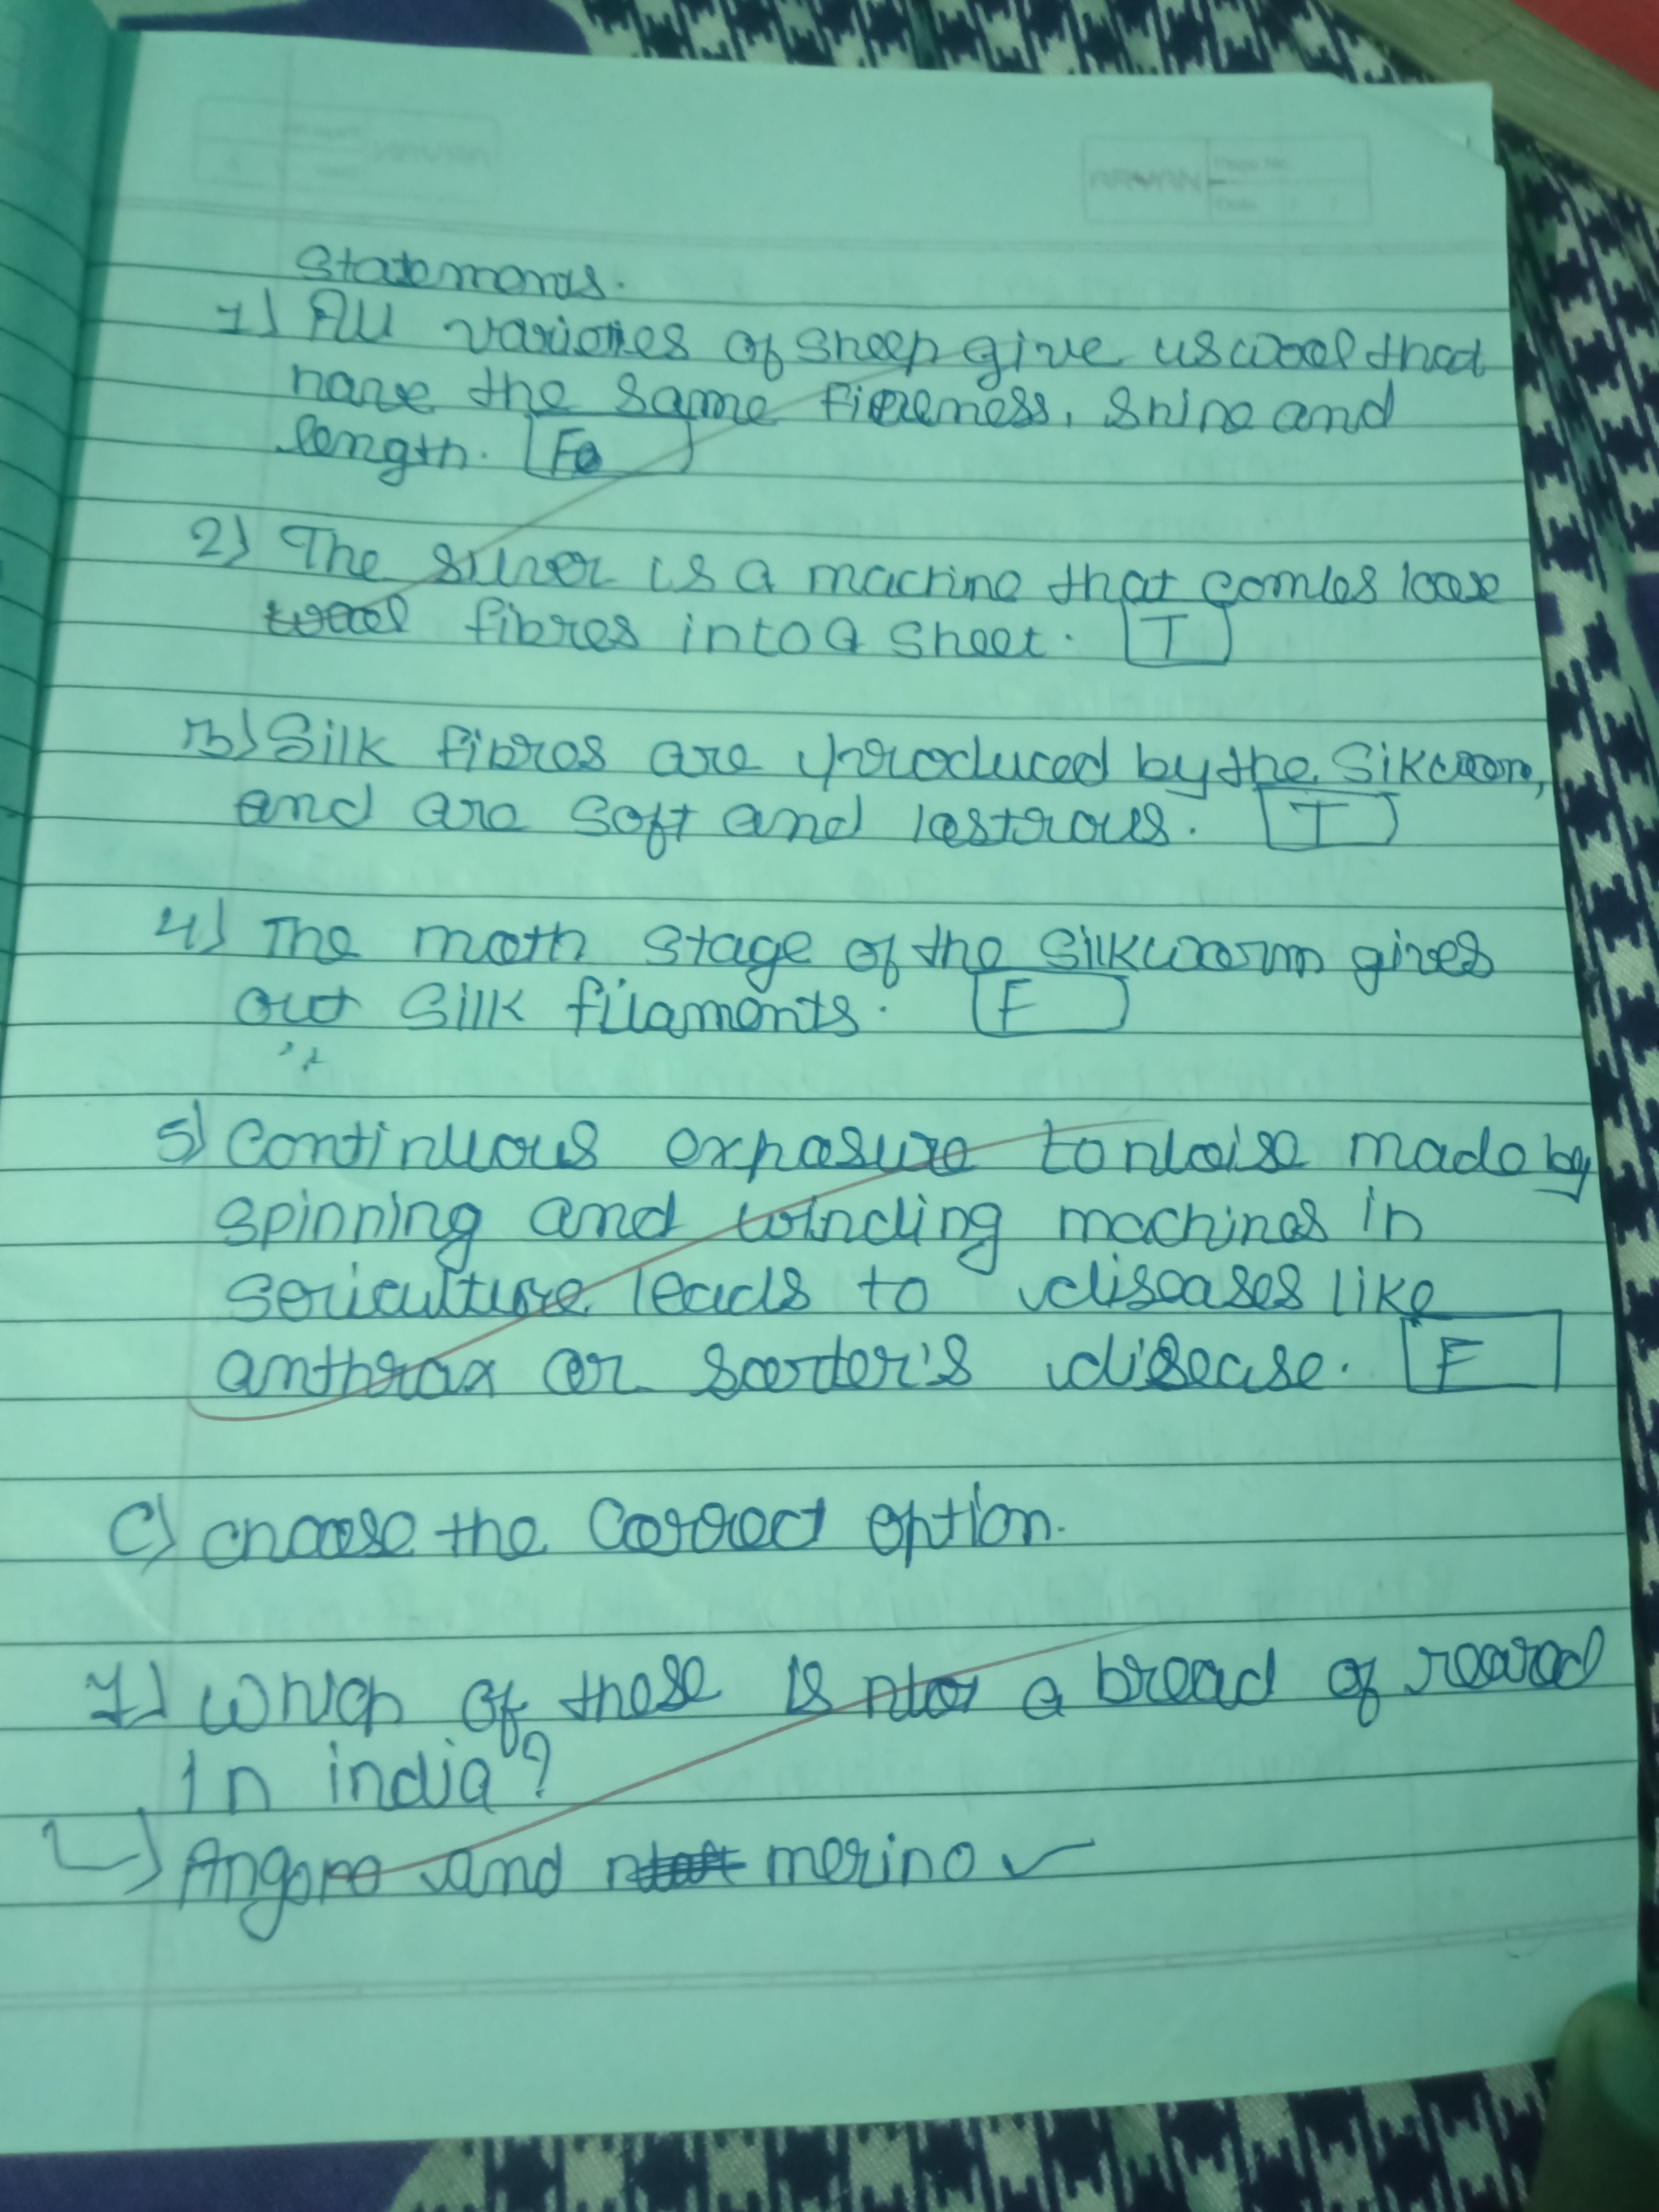 Statements.
1) All varieties of sheep give us wool that
have the same fineness, shine and
length. F
2) The sliver is a machine that combs loose
fibres into a sheet. T
3) Silk fibres are produced by the Sikworm,
and are soft and lastrous. T
4) The moth stage of the silkworm gives
out silk filaments. F
5) Continuous exposure to noise made by
spinning and winding machines in
sericulture leads to diseases like
anthrax or sorter's disease. F
C) choose the Correct option.
1) Which of these is not a bread of reared
in india?
Angora and merino ✓